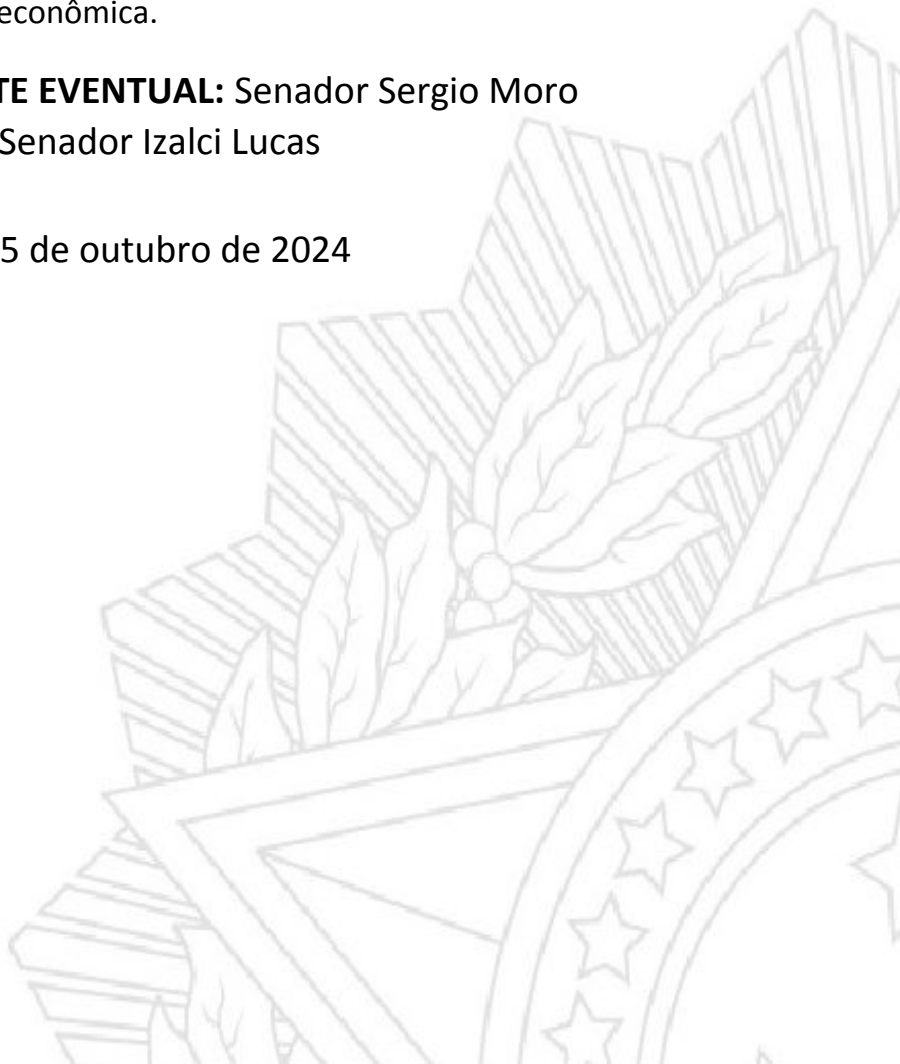 econômica.
TE EVENTUAL: Senador Sergio Moro
Senador Izalci Lucas
5 de outubro de 2024